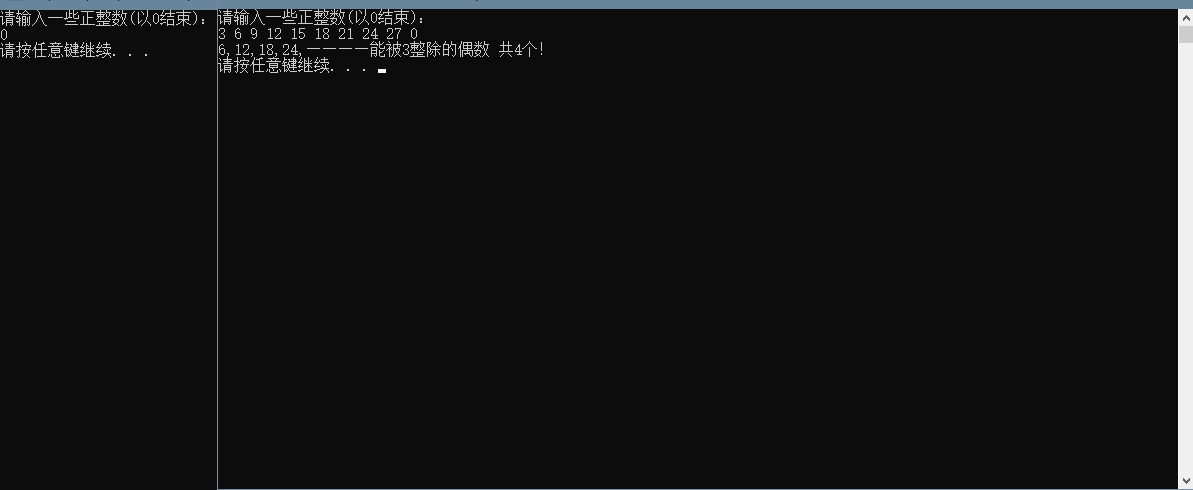 请输入一些正整数(以0结束):
0
请按任意键继续. . .
请输入一些正整数(以0结束):
3 6 9 12 15 18 21 24 27 0
6,12,18,24,————能被3整除的偶数 共4个!
请按任意键继续. . .